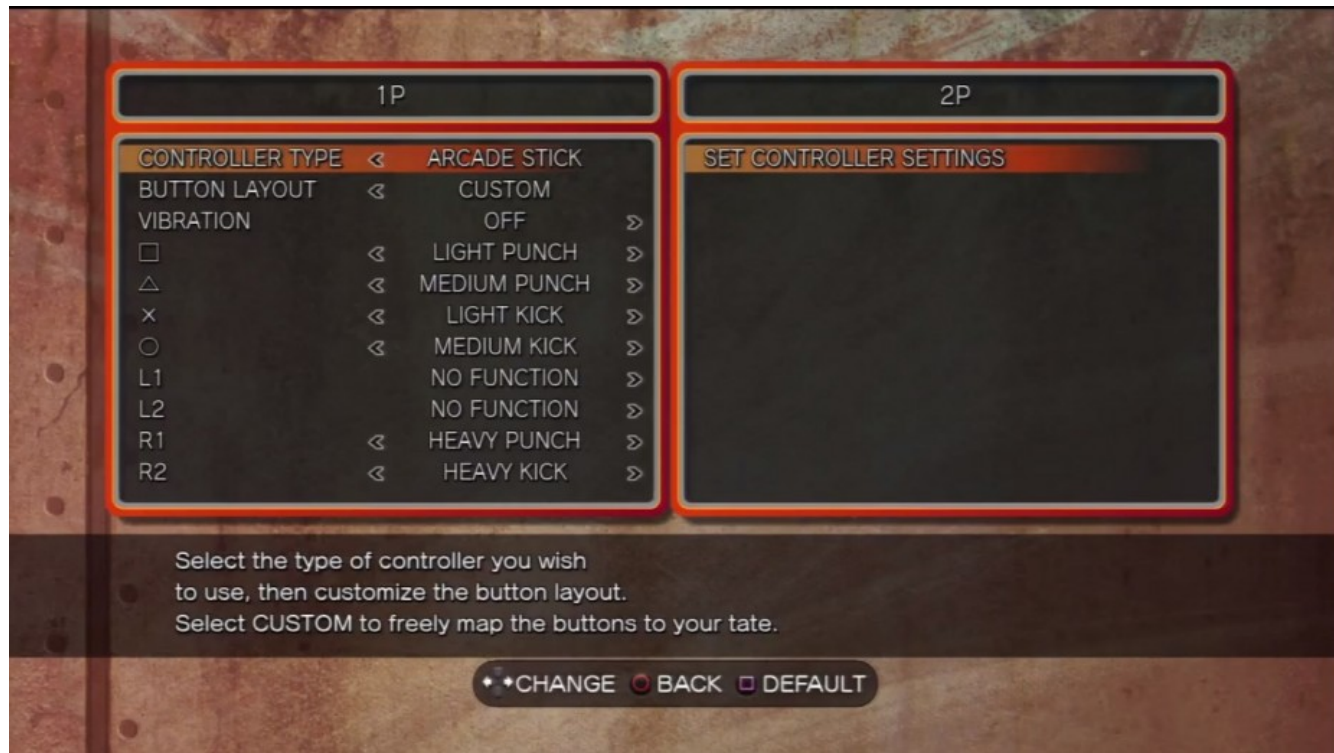 1P
CONTROLLER TYPE ARCADE STICK
BUTTON LAYOUT CUSTOM
VIBRATION OFF
□ LIGHT PUNCH
△ MEDIUM PUNCH
× LIGHT KICK
○ MEDIUM KICK
L1 NO FUNCTION
L2 NO FUNCTION
R1 HEAVY PUNCH
R2 HEAVY KICK
2P
SET CONTROLLER SETTINGS
Select the type of controller you wish
to use, then customize the button layout.
Select CUSTOM to freely map the buttons to your tate.
CHANGE BACK DEFAULT